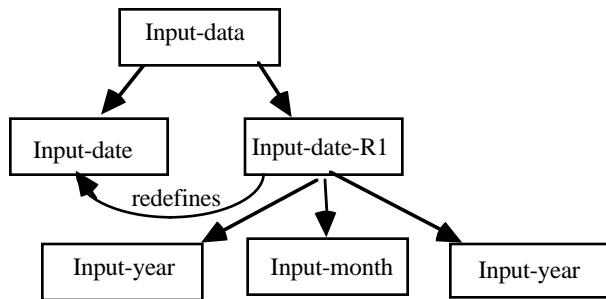 Input-data
Input-date
Input-date-R1
redefines
Input-year
Input-month
Input-year